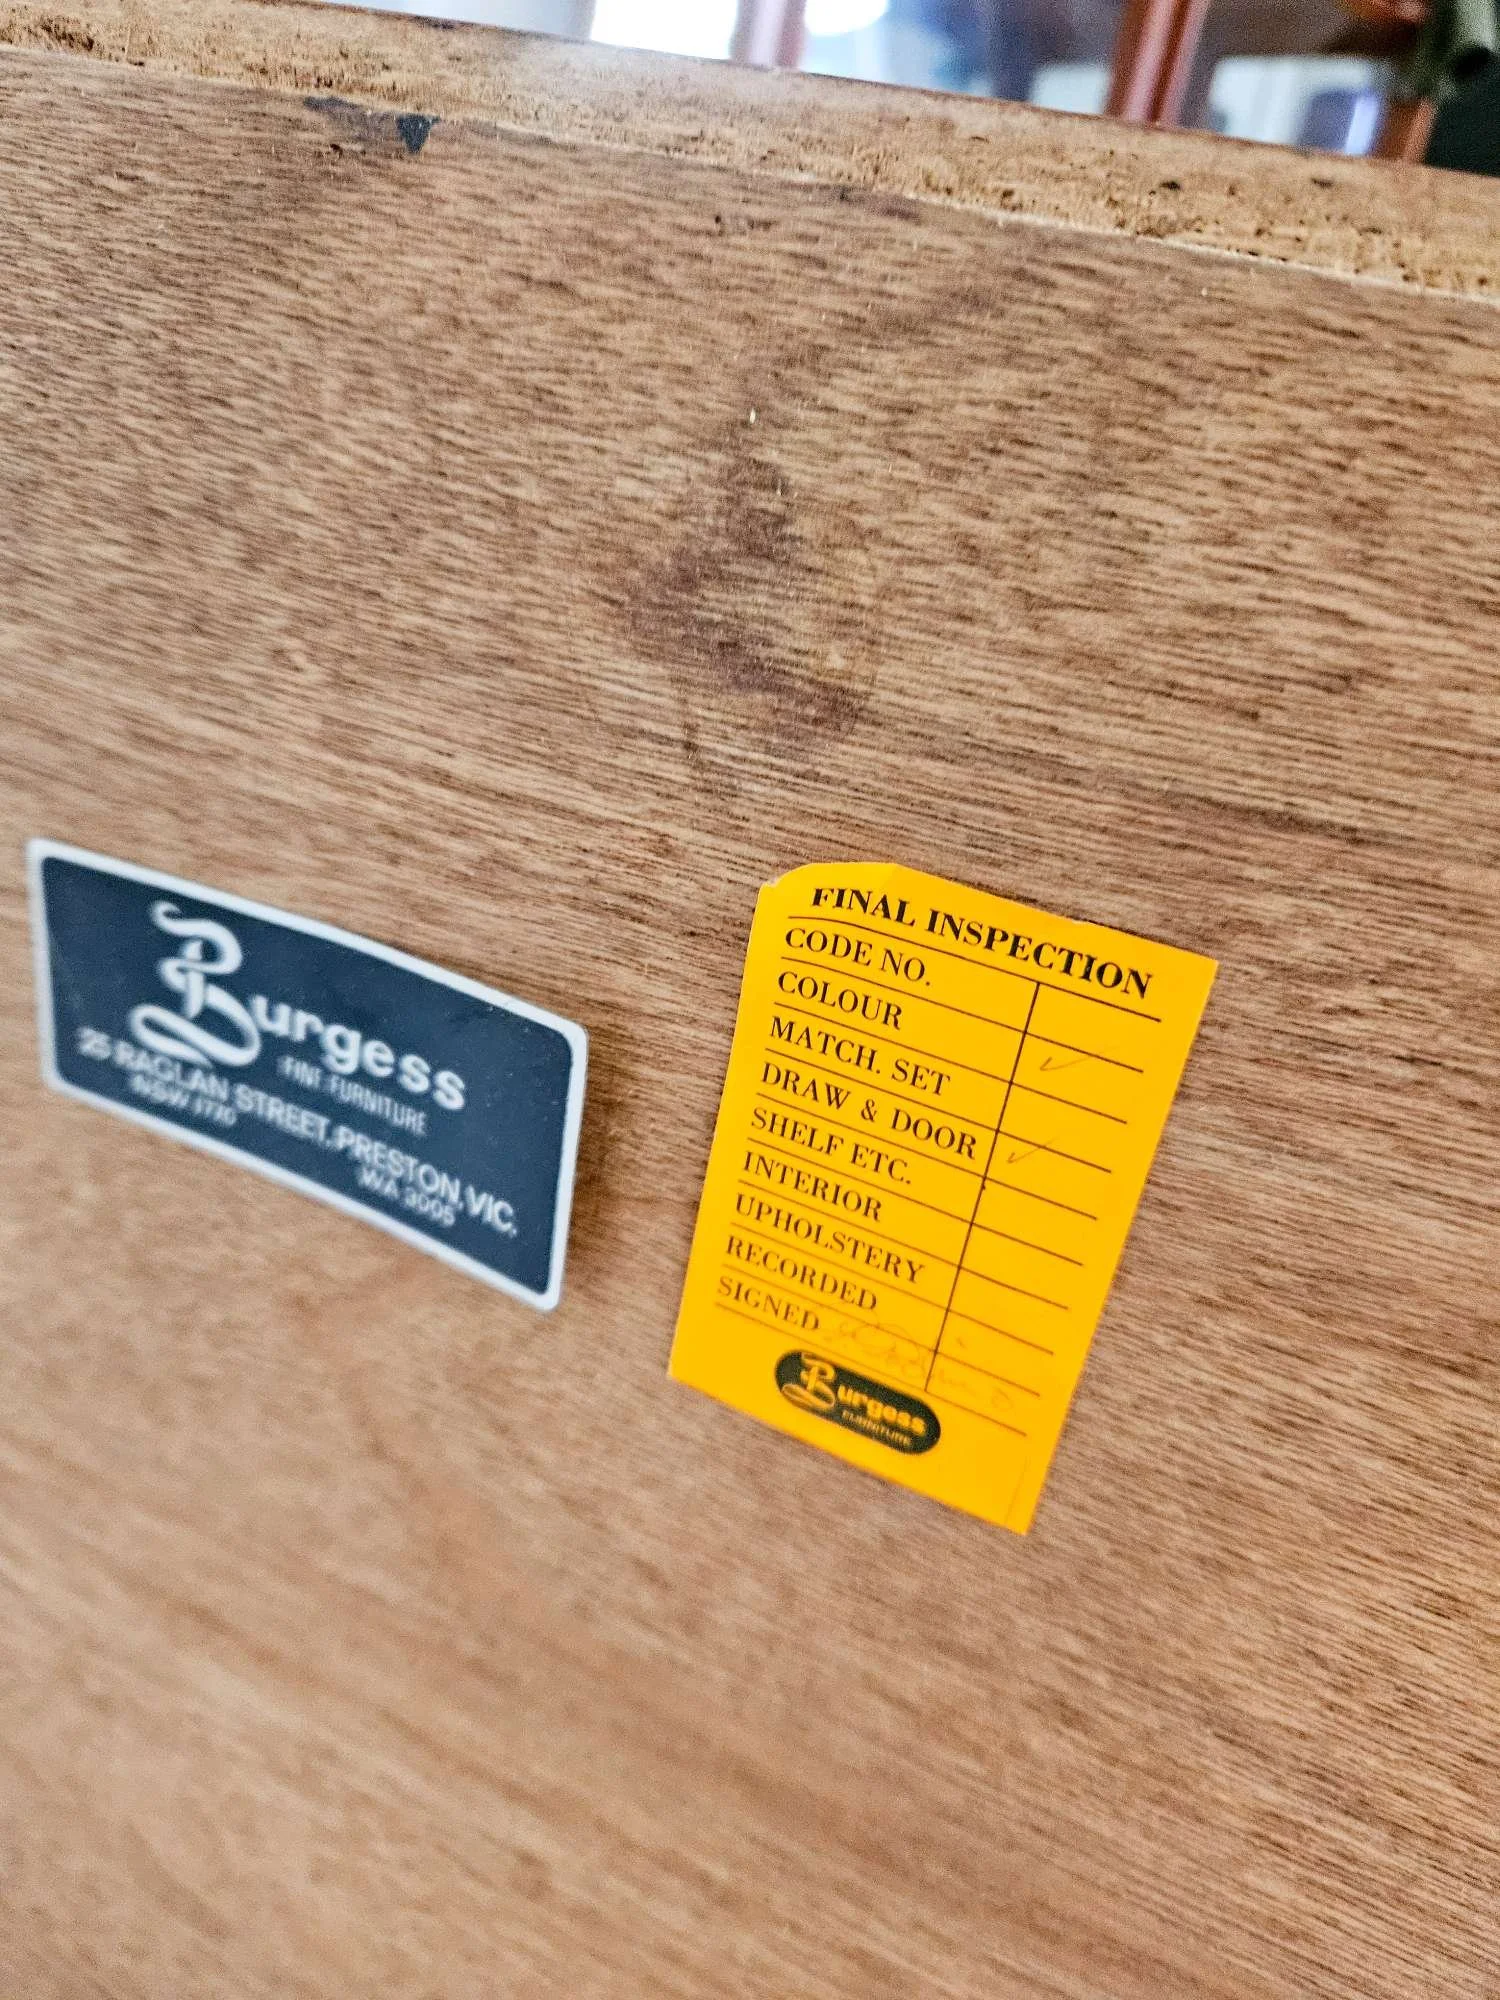 Burgess
FINE FURNITURE
25 RAGLAN STREET, PRESTON, VIC.
NSW 1710
WA 3005
FINAL INSPECTION
CODE NO.
COLOUR ✓
MATCH. SET
DRAW & DOOR ✓
SHELF ETC.
INTERIOR
UPHOLSTERY
RECORDED
SIGNED
Burgess
FURNITURE